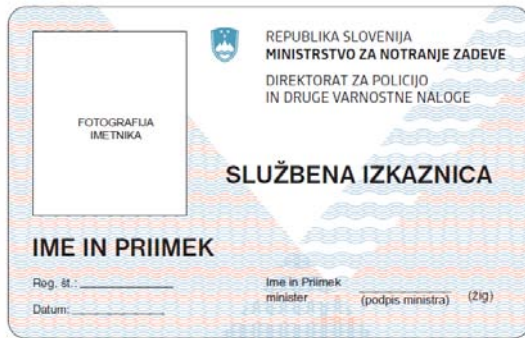 REPUBLIKA SLOVENIJA
MINISTRSTVO ZA NOTRANJE ZADEVE
DIREKTORAT ZA POLICIJO
IN DRUGE VARNOSTNE NALOGE
FOTOGRAFIJA
IMETNIKA
SLUŽBENA IZKAZNICA
IME IN PRIIMEK
Reg. št.:
Datum:
Ime in Priimek
minister
(podpis ministra) (žig)